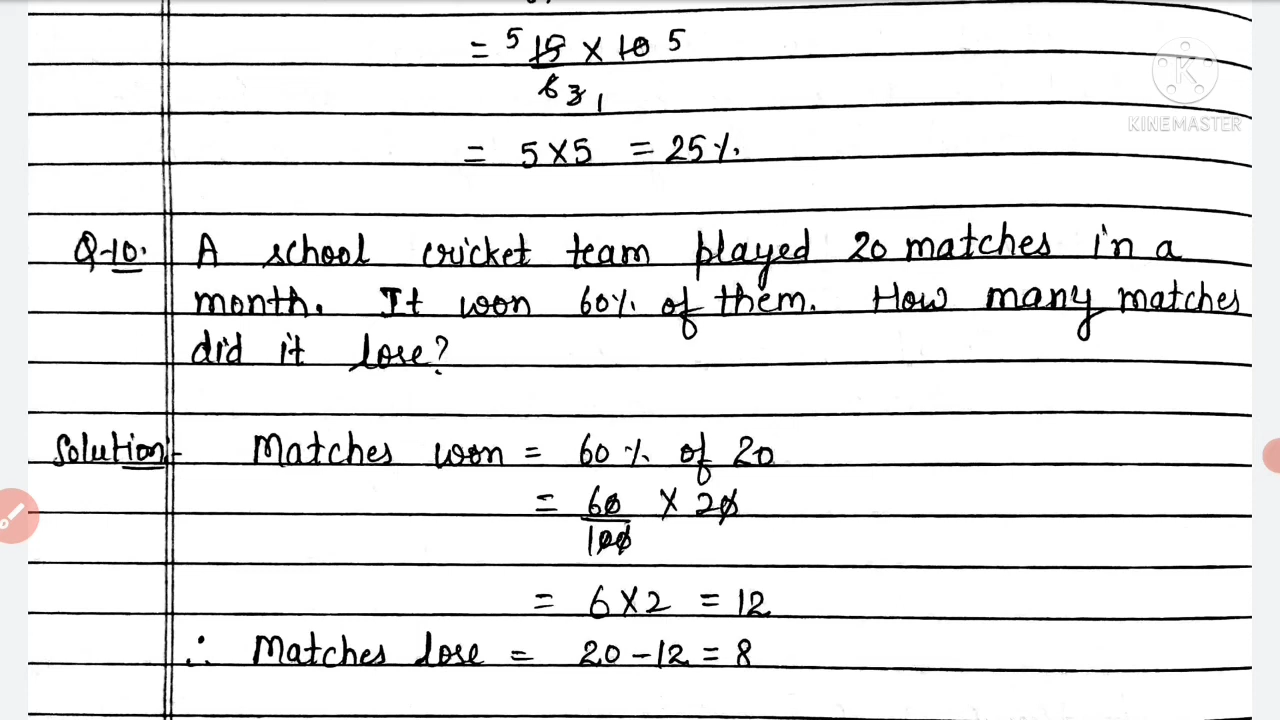 = 5 15 × 10 5
6 3 1
= 5×5 = 25%
KINEMASTER
Q-10. A school cricket team played 20 matches in a
month. It won 60% of them. How many matches
did it lose?
Solution:- Matches won = 60% of 20
= 60 × 20
100
= 6×2 = 12
∴ Matches lose = 20-12 = 8